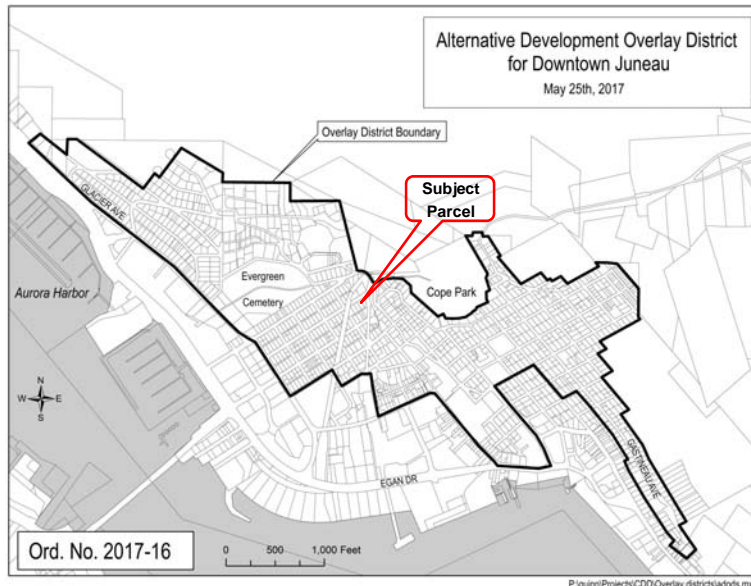 Alternative Development Overlay District
for Downtown Juneau
May 25th, 2017
Overlay District Boundary
Subject
Parcel
GLACIER AVE
Evergreen
Cemetery
Cope Park
Aurora Harbor
N
W E
S
EGAN DR
GASTINEAU AVE
Ord. No. 2017-16
0 500 1,000 Feet